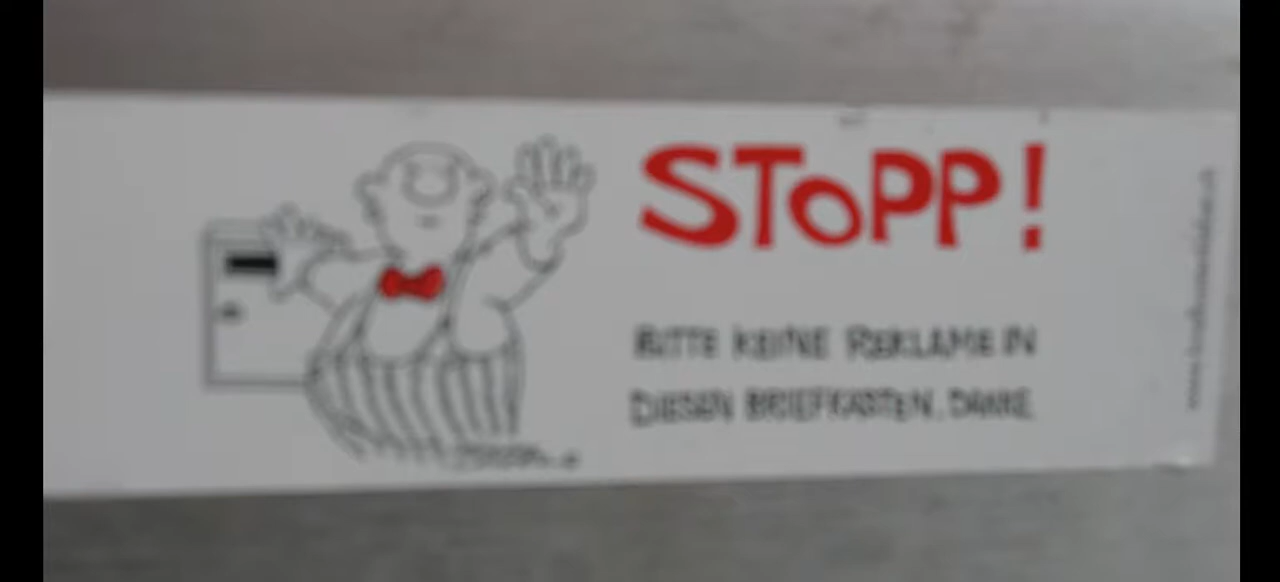 STOPP!
BITTE KEINE REKLAME IN
DIESEN BRIEFKASTEN. DANKE.